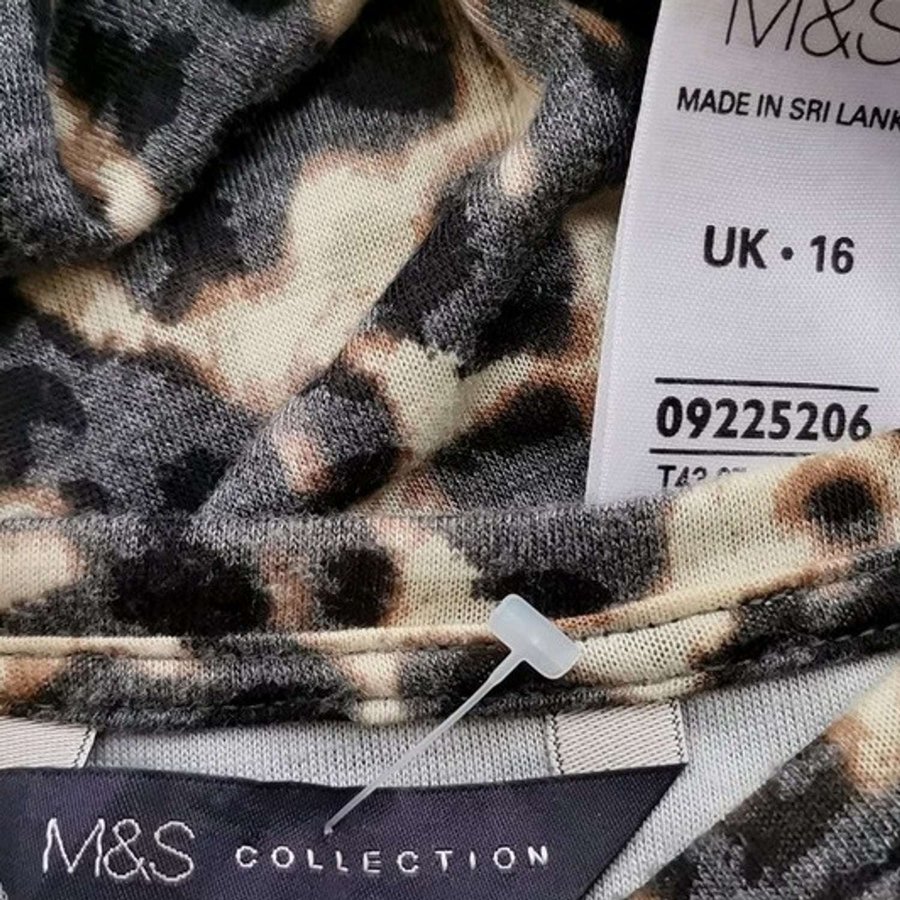 M&S
MADE IN SRI LANK
UK • 16
09225206
M&S COLLECTION